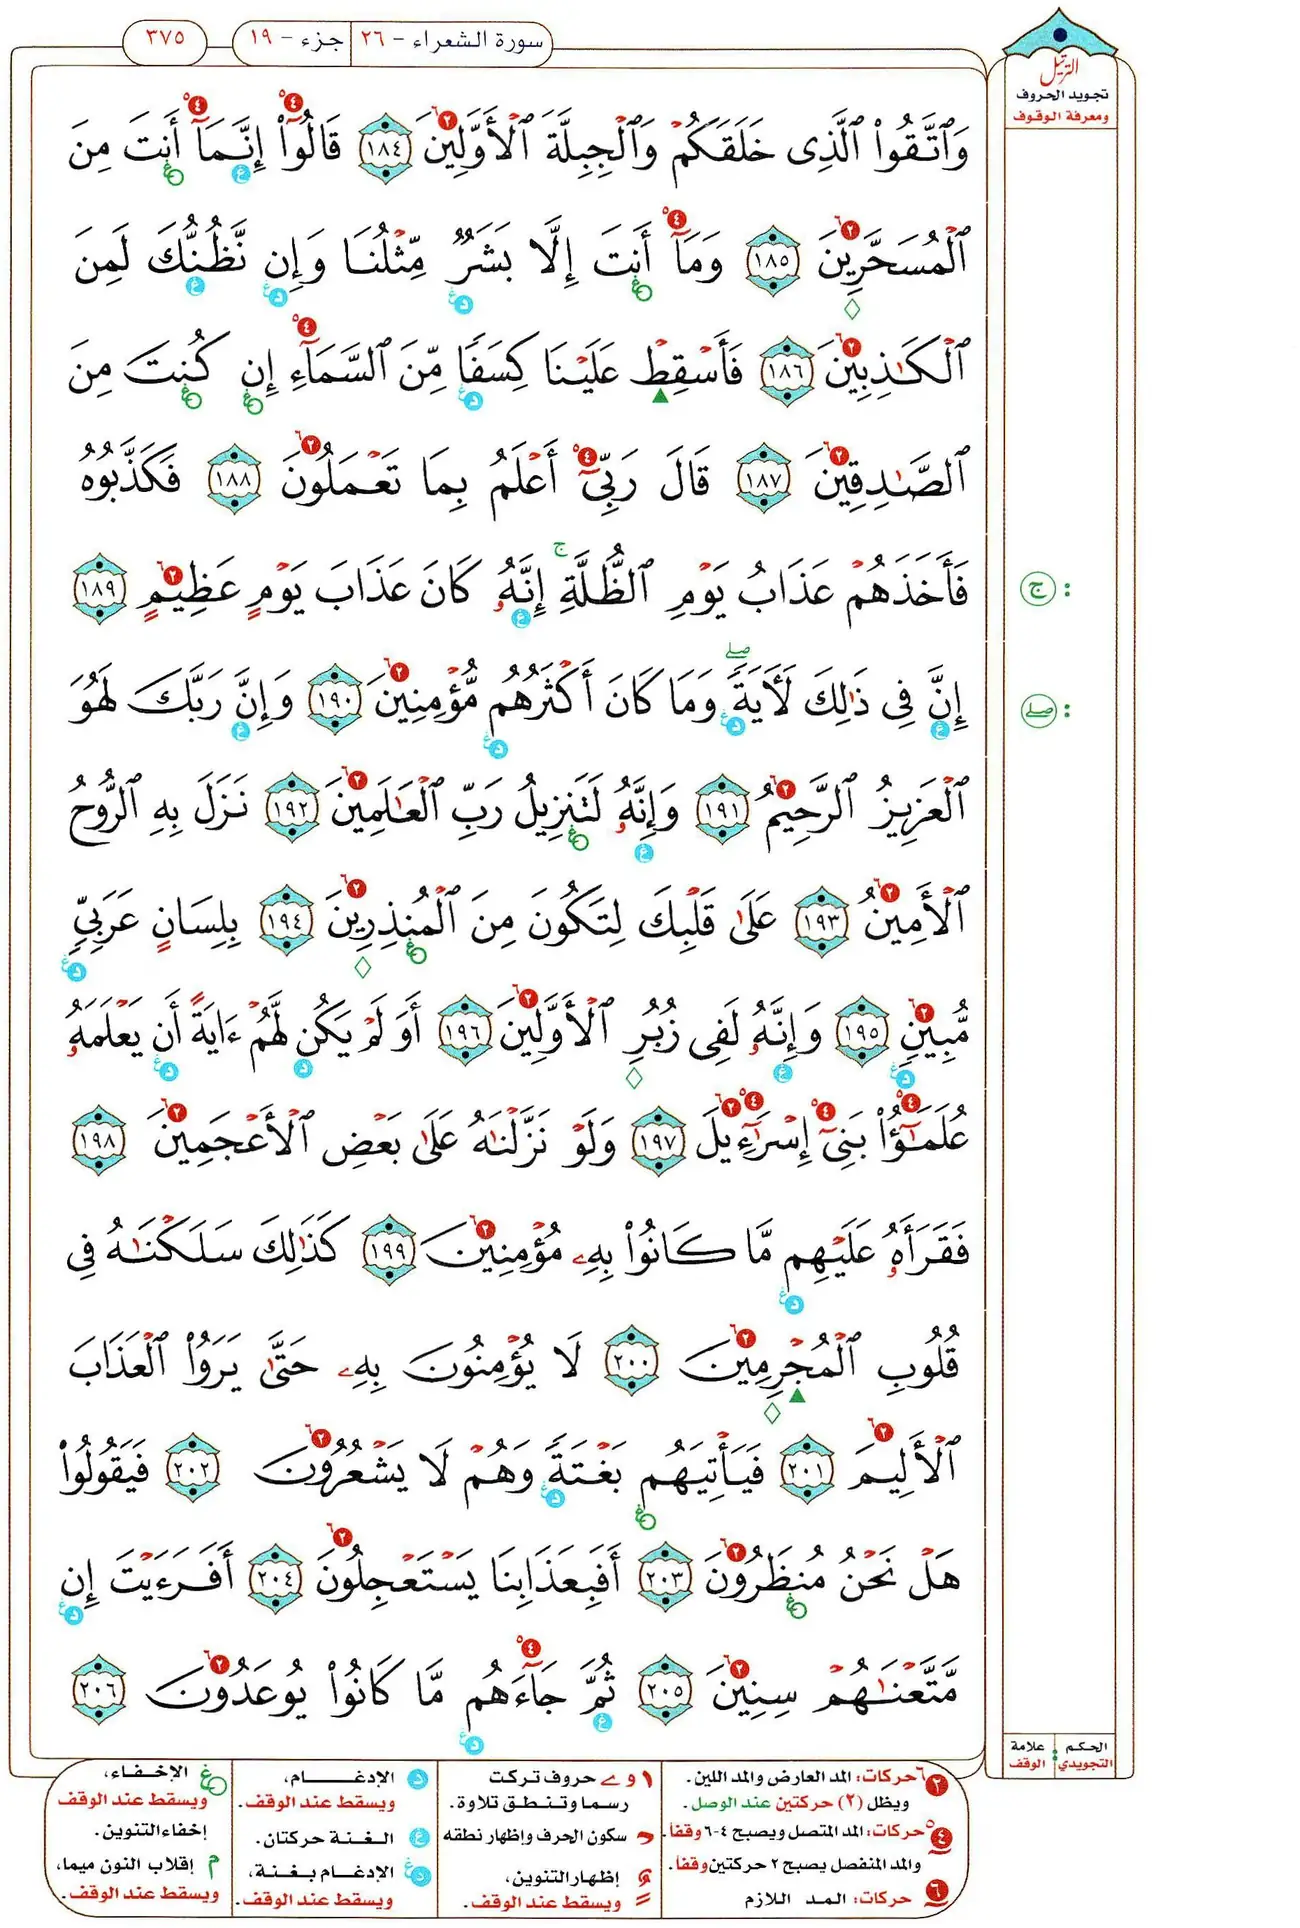 سورة الشعراء - ٢٦ جزء - ١٩ ٣٧٥
الترتيل
تجويد الحروف
ومعرفة الوقوف
وَٱتَّقُوا۟ ٱلَّذِى خَلَقَكُمْ وَٱلْجِبِلَّةَ ٱلْأَوَّلِينَ ١٨٤ قَالُوٓا۟ إِنَّمَآ أَنتَ مِنَ
ٱلْمُسَحَّرِينَ ١٨٥ وَمَآ أَنتَ إِلَّا بَشَرٌ مِّثْلُنَا وَإِن نَّظُنُّكَ لَمِنَ
ٱلْكَـٰذِبِينَ ١٨٦ فَأَسْقِطْ عَلَيْنَا كِسَفًا مِّنَ ٱلسَّمَآءِ إِن كُنتَ مِنَ
ٱلصَّـٰدِقِينَ ١٨٧ قَالَ رَبِّىٓ أَعْلَمُ بِمَا تَعْمَلُونَ ١٨٨ فَكَذَّبُوهُ
فَأَخَذَهُمْ عَذَابُ يَوْمِ ٱلظُّلَّةِ ۚ إِنَّهُۥ كَانَ عَذَابَ يَوْمٍ عَظِيمٍ ١٨٩
إِنَّ فِى ذَٰلِكَ لَـَٔايَةً ۖ وَمَا كَانَ أَكْثَرُهُم مُّؤْمِنِينَ ١٩٠ وَإِنَّ رَبَّكَ لَهُوَ
ٱلْعَزِيزُ ٱلرَّحِيمُ ١٩١ وَإِنَّهُۥ لَتَنزِيلُ رَبِّ ٱلْعَـٰلَمِينَ ١٩٢ نَزَلَ بِهِ ٱلرُّوحُ
ٱلْأَمِينُ ١٩٣ عَلَىٰ قَلْبِكَ لِتَكُونَ مِنَ ٱلْمُنذِرِينَ ١٩٤ بِلِسَانٍ عَرَبِىٍّ
مُّبِينٍ ١٩٥ وَإِنَّهُۥ لَفِى زُبُرِ ٱلْأَوَّلِينَ ١٩٦ أَوَلَمْ يَكُن لَّهُمْ ءَايَةً أَن يَعْلَمَهُۥ
عُلَمَـٰٓؤُا۟ بَنِىٓ إِسْرَٰٓءِيلَ ١٩٧ وَلَوْ نَزَّلْنَـٰهُ عَلَىٰ بَعْضِ ٱلْأَعْجَمِينَ ١٩٨
فَقَرَأَهُۥ عَلَيْهِم مَّا كَانُوا۟ بِهِۦ مُؤْمِنِينَ ١٩٩ كَذَٰلِكَ سَلَكْنَـٰهُ فِى
قُلُوبِ ٱلْمُجْرِمِينَ ٢٠٠ لَا يُؤْمِنُونَ بِهِۦ حَتَّىٰ يَرَوُا۟ ٱلْعَذَابَ
ٱلْأَلِيمَ ٢٠١ فَيَأْتِيَهُم بَغْتَةً وَهُمْ لَا يَشْعُرُونَ ٢٠٢ فَيَقُولُوا۟
هَلْ نَحْنُ مُنظَرُونَ ٢٠٣ أَفَبِعَذَابِنَا يَسْتَعْجِلُونَ ٢٠٤ أَفَرَءَيْتَ إِن
مَّتَّعْنَـٰهُمْ سِنِينَ ٢٠٥ ثُمَّ جَآءَهُم مَّا كَانُوا۟ يُوعَدُونَ ٢٠٦
: ج
: صلے
الحكم : علامة
التجويدي : الوقف
٢ ٦ حركات: المد العارض والمد اللين.
ويظل (٢) حركتين عند الوصل.
٤ ٥ حركات: المد المتصل ويصبح ٤-٦ وقفاً.
والمد المنفصل يصبح ٢ حركتين وقفاً.
٦ حركات: المد اللازم
ا و ے حروف تركت
رسما وتنطق تلاوة.
سكون الحرف وإظهار نطقه
إظهار التنوين،
ويسقط عند الوقف.
د الإدغام،
ويسقط عند الوقف.
غ الغنة حركتان.
دغ الإدغام بغنة،
ويسقط عند الوقف.
الإخفاء،
ويسقط عند الوقف
إخفاء التنوين.
م إقلاب النون ميما،
ويسقط عند الوقف.